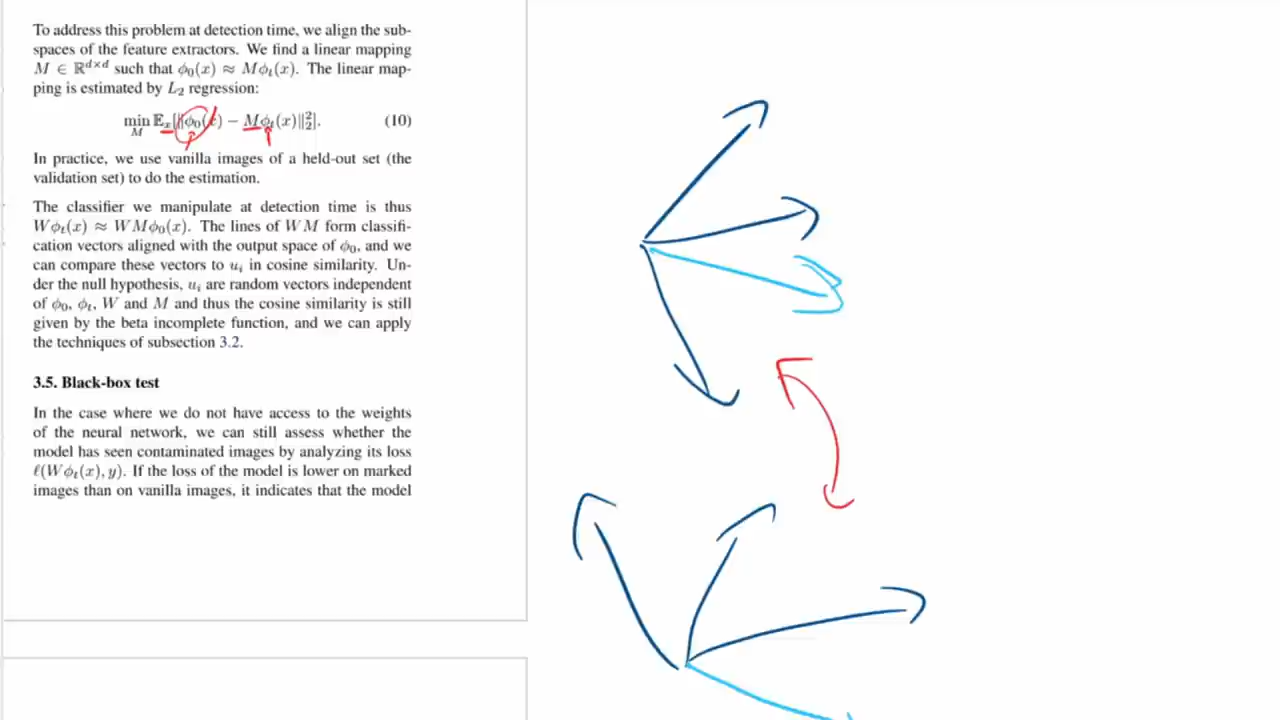 To address this problem at detection time, we align the sub-
spaces of the feature extractors. We find a linear mapping
M ∈ ℝ^{d×d} such that ϕ₀(x) ≈ Mϕₜ(x). The linear map-
ping is estimated by L₂ regression:
min_M 𝔼ₓ[‖ϕ₀(x) − Mϕₜ(x)‖₂²]. (10)
In practice, we use vanilla images of a held-out set (the
validation set) to do the estimation.
The classifier we manipulate at detection time is thus
Wϕₜ(x) ≈ WMϕ₀(x). The lines of WM form classifi-
cation vectors aligned with the output space of ϕ₀, and we
can compare these vectors to uᵢ in cosine similarity. Un-
der the null hypothesis, uᵢ are random vectors independent
of ϕ₀, ϕₜ, W and M and thus the cosine similarity is still
given by the beta incomplete function, and we can apply
the techniques of subsection 3.2.
3.5. Black-box test
In the case where we do not have access to the weights
of the neural network, we can still assess whether the
model has seen contaminated images by analyzing its loss
ℓ(Wϕₜ(x), y). If the loss of the model is lower on marked
images than on vanilla images, it indicates that the model